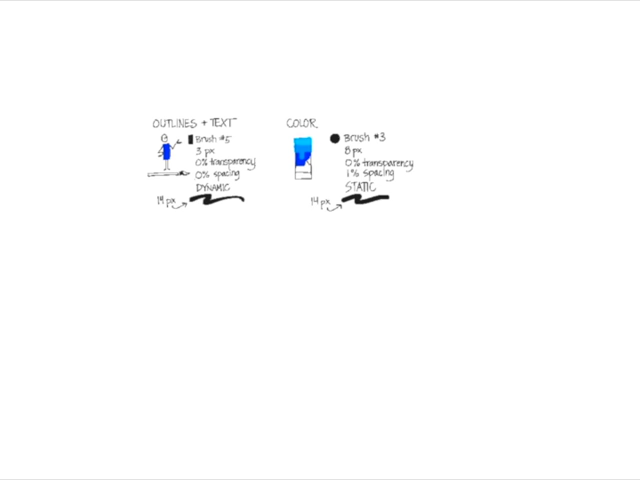 OUTLINES + TEXT
Brush #5
3 px
0% transparency
0% spacing
DYNAMIC
14 px
COLOR
Brush #3
8 px
0% transparency
1% spacing
STATIC
14 px